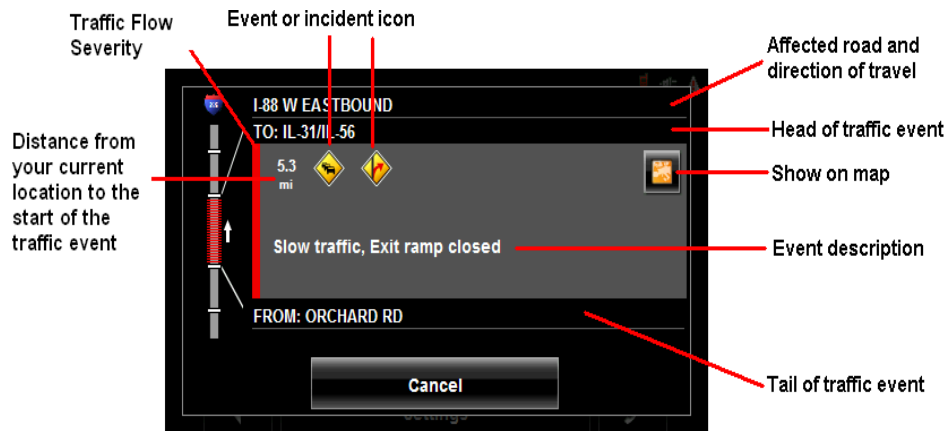 Traffic Flow
Severity
Event or incident icon
Affected road and
direction of travel
I-88 W EASTBOUND
TO: IL-31/IL-56
Head of traffic event
Distance from
your current
location to the
start of the
traffic event
5.3
mi
Show on map
Slow traffic, Exit ramp closed
Event description
FROM: ORCHARD RD
Cancel
Tail of traffic event
Settings